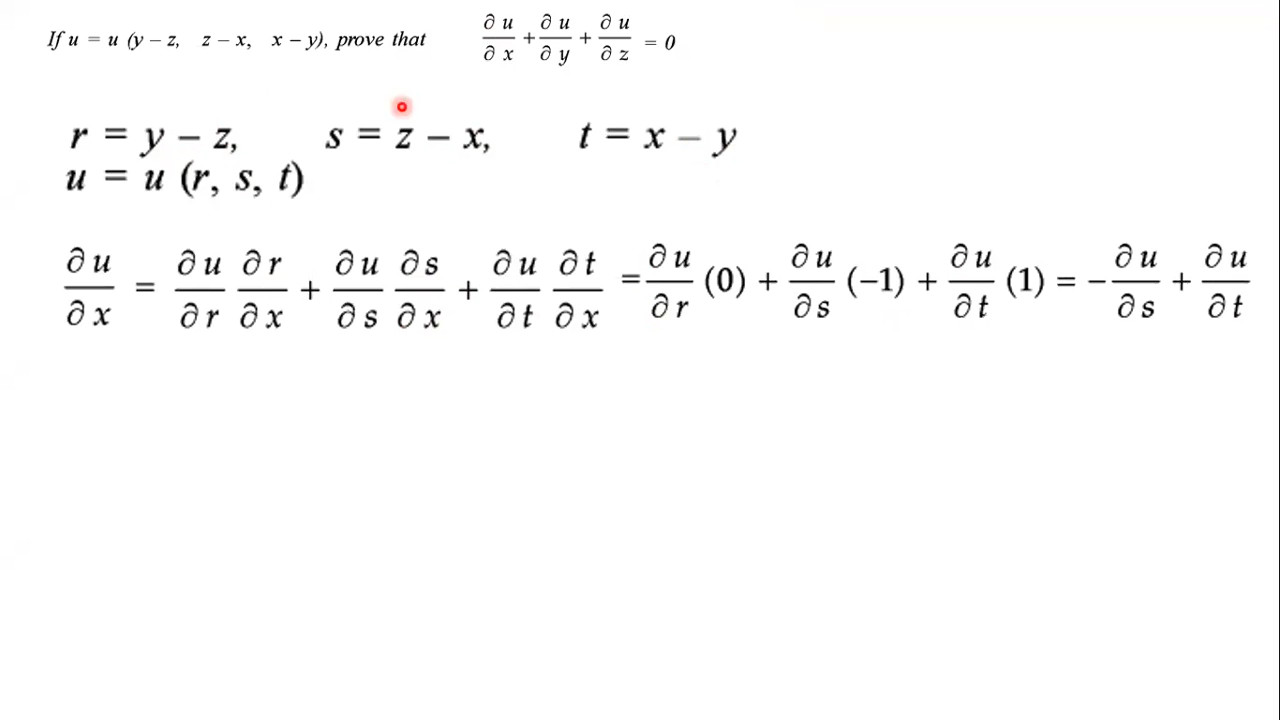 If u = u (y − z, z − x, x − y), prove that ∂u/∂x + ∂u/∂y + ∂u/∂z = 0
r = y − z, s = z − x, t = x − y
u = u (r, s, t)
∂u/∂x = ∂u/∂r ∂r/∂x + ∂u/∂s ∂s/∂x + ∂u/∂t ∂t/∂x = ∂u/∂r (0) + ∂u/∂s (−1) + ∂u/∂t (1) = − ∂u/∂s + ∂u/∂t